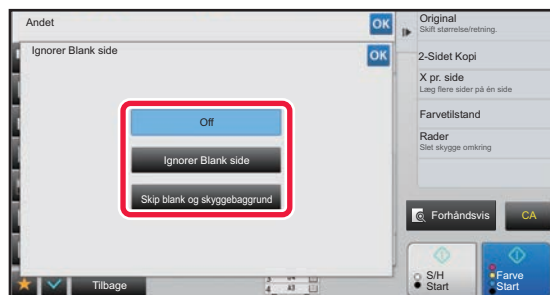 Andet
OK
Ignorer Blank side
OK
Off
Ignorer Blank side
Skip blank og skyggebaggrund
Tilbage
A3
4
Original
Skift størrelse/retning.
2-Sidet Kopi
X pr. side
Læg flere sider på én side
Farvetilstand
Rader
Slet skygge omkring
Forhåndsvis
CA
S/H
Start
Farve
Start